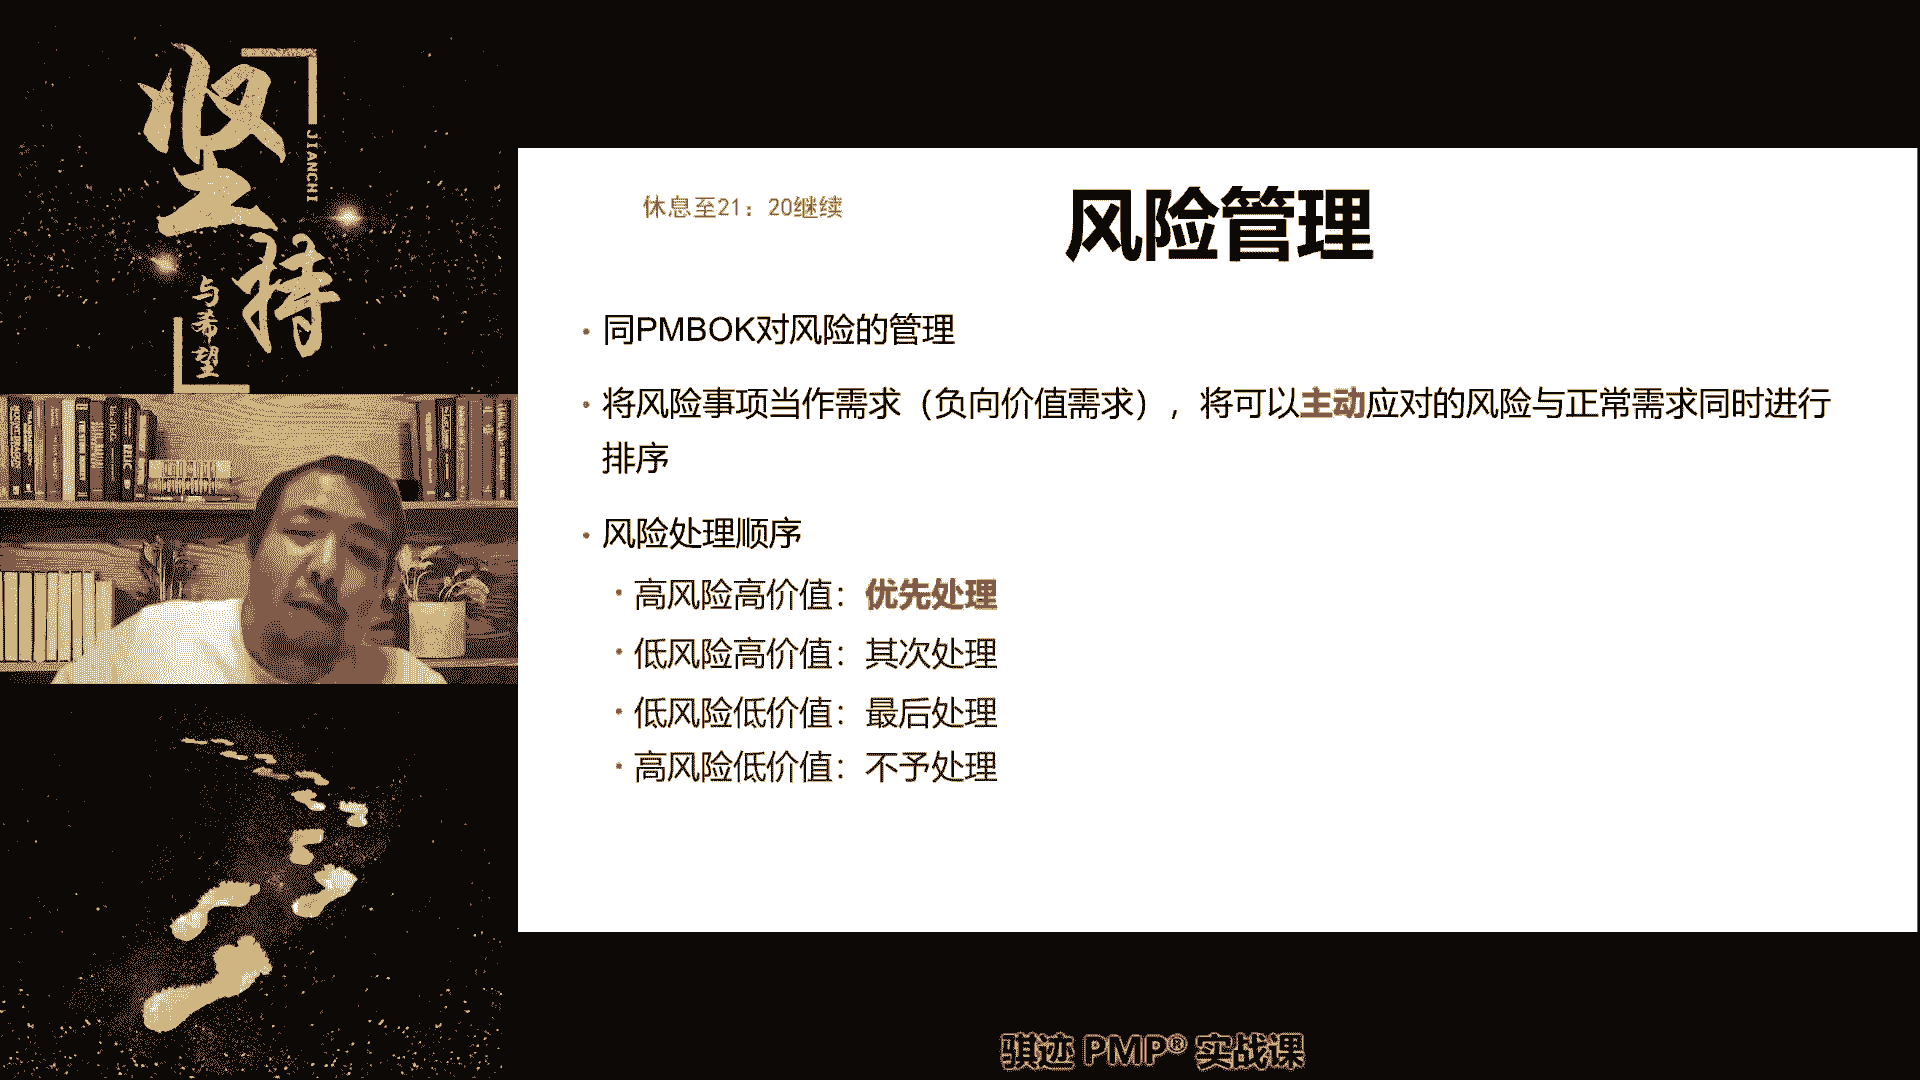 坚持
JIANCHI
与希望
休息至21：20继续
风险管理
• 同PMBOK对风险的管理
• 将风险事项当作需求（负向价值需求），将可以主动应对的风险与正常需求同时进行
排序
• 风险处理顺序
• 高风险高价值：优先处理
• 低风险高价值：其次处理
• 低风险低价值：最后处理
• 高风险低价值：不予处理
骐迹 PMP® 实战课